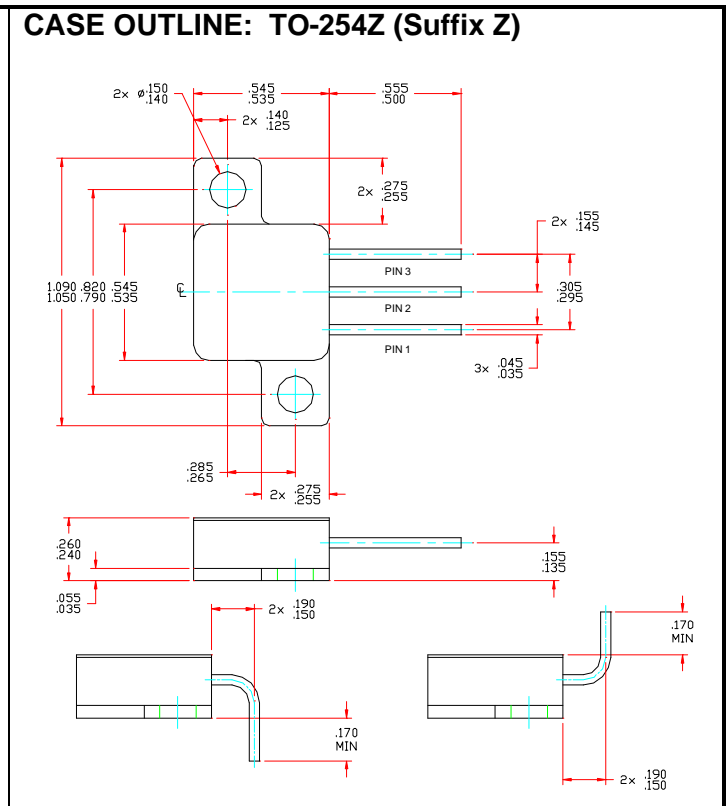 CASE OUTLINE: TO-254Z (Suffix Z)
2x ø.150
.140
.545
.535
.555
.500
2x .140
.125
2x .275
.255
2x .155
.145
PIN 3
1.090
1.050
.820
.790
.545
.535
CL
PIN 2
.305
.295
PIN 1
3x .045
.035
.285
.265
2x .275
.255
.260
.240
.155
.135
.055
.035
2x .190
.150
.170
MIN
.170
MIN
2x .190
.150